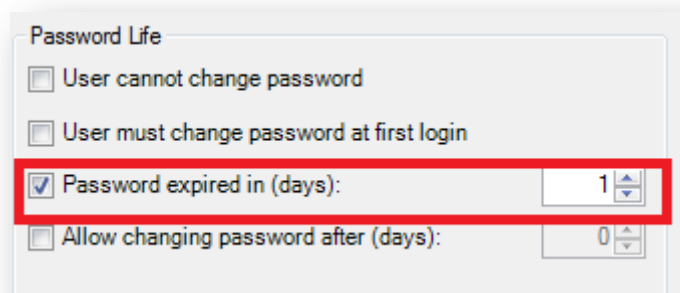 Password Life
User cannot change password
User must change password at first login
Password expired in (days): 1
Allow changing password after (days): 0